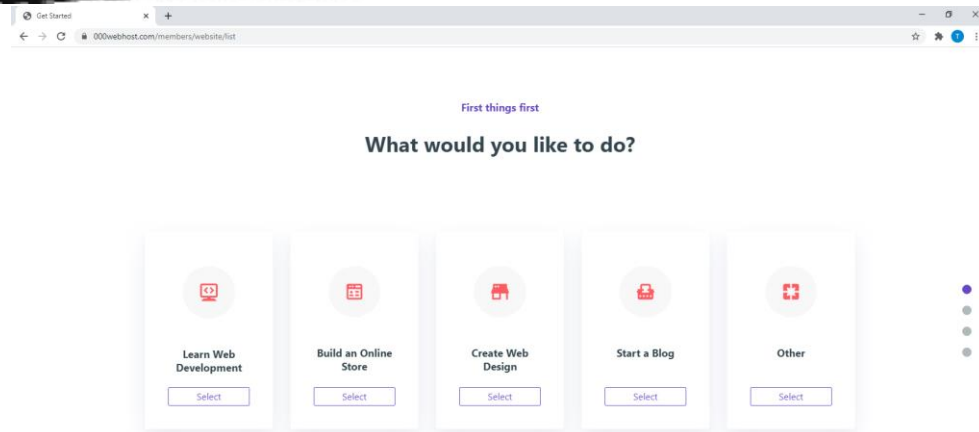 Get Started
000webhost.com/members/website/list
T
First things first
What would you like to do?
Learn Web
Development
Select
Build an Online
Store
Select
Create Web
Design
Select
Start a Blog
Select
Other
Select